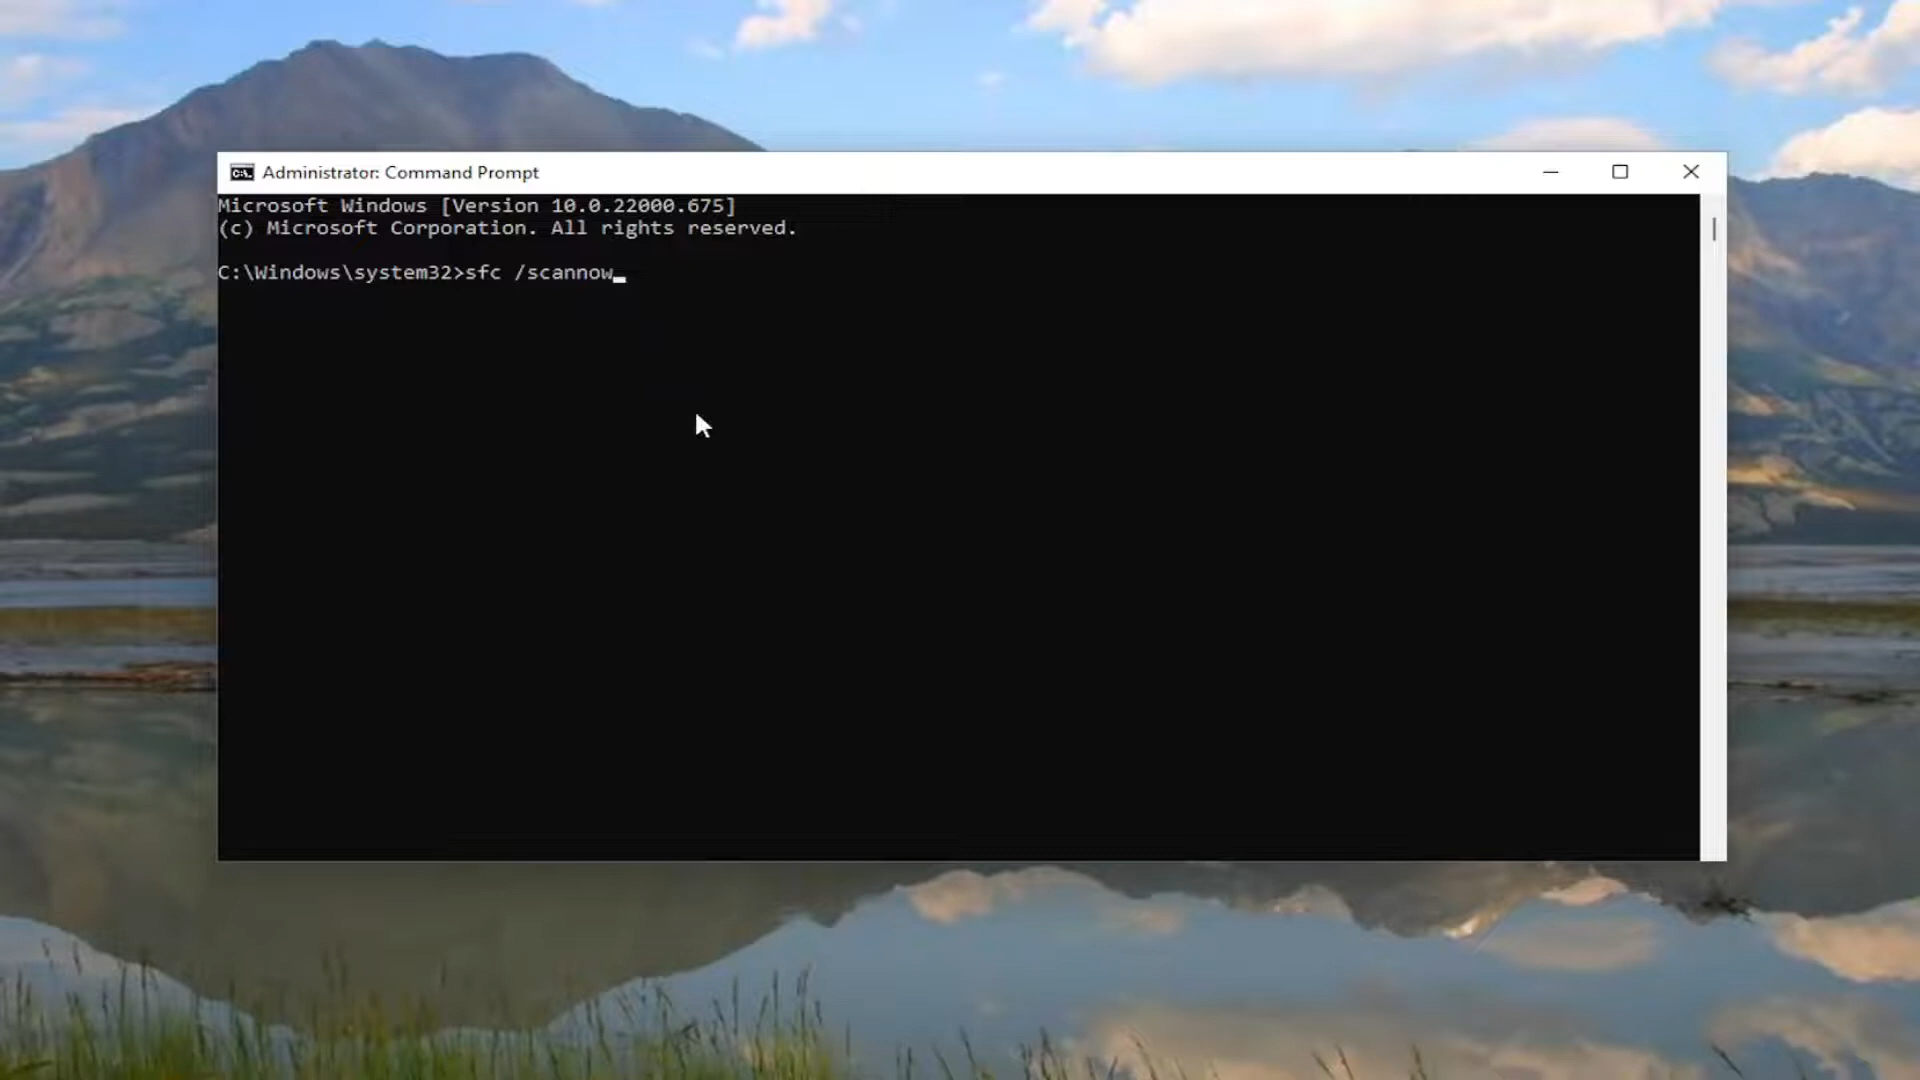 Administrator: Command Prompt
Microsoft Windows [Version 10.0.22000.675]
(c) Microsoft Corporation. All rights reserved.
C:\Windows\system32>sfc /scannow